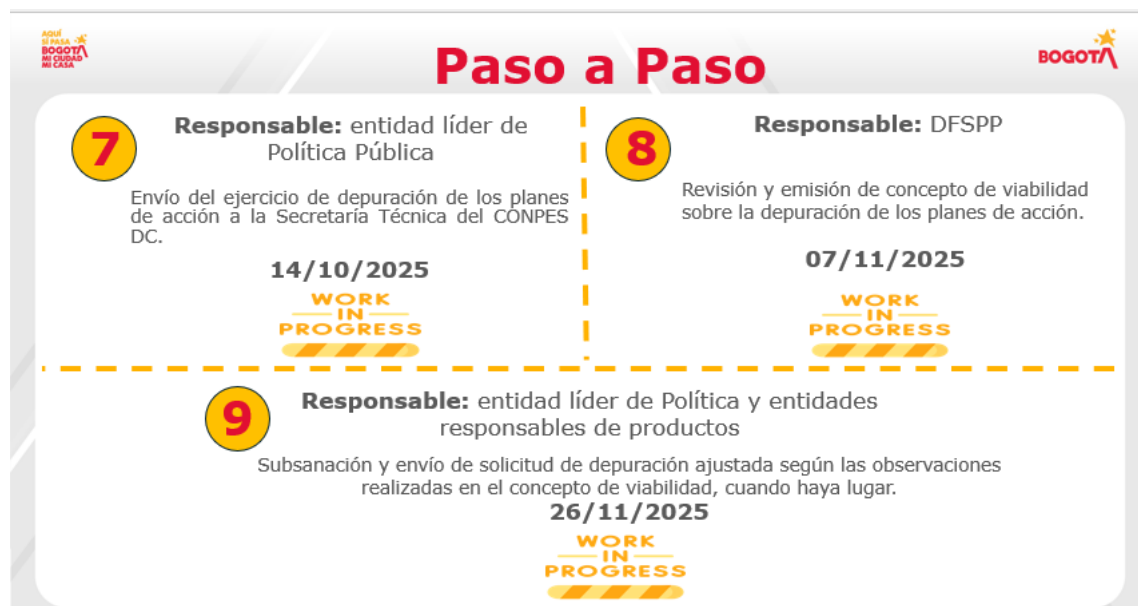 AQUÍ
SÍ PASA
BOGOTÁ
MI CIUDAD
MI CASA
Paso a Paso
BOGOTÁ
7
Responsable: entidad líder de
Política Pública
Envío del ejercicio de depuración de los planes
de acción a la Secretaría Técnica del CONPES
DC.
14/10/2025
WORK
IN
PROGRESS
8
Responsable: DFSPP
Revisión y emisión de concepto de viabilidad
sobre la depuración de los planes de acción.
07/11/2025
WORK
IN
PROGRESS
9
Responsable: entidad líder de Política y entidades
responsables de productos
Subsanación y envío de solicitud de depuración ajustada según las observaciones
realizadas en el concepto de viabilidad, cuando haya lugar.
26/11/2025
WORK
IN
PROGRESS